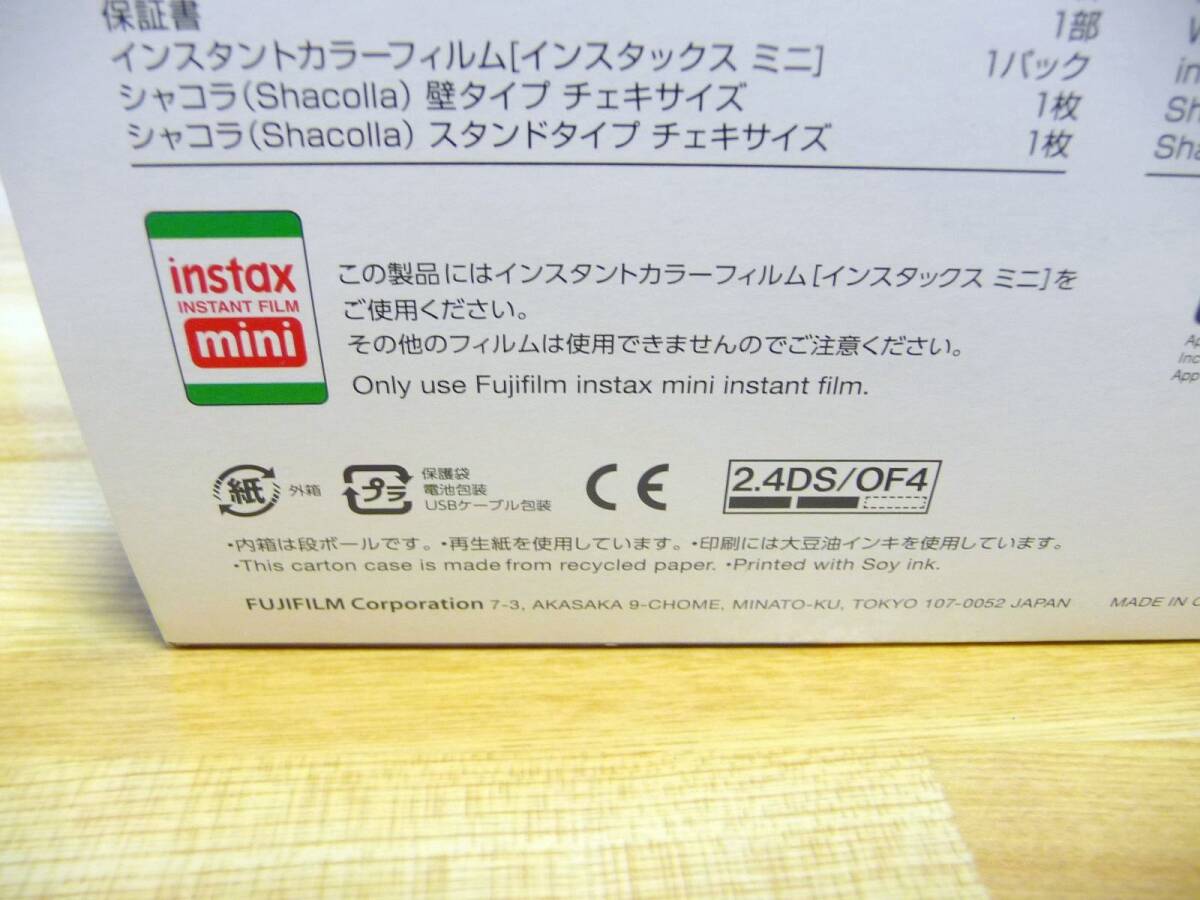 保証書 1部
インスタントカラーフィルム[インスタックス ミニ] 1パック
シャコラ(Shacolla) 壁タイプ チェキサイズ 1枚
シャコラ(Shacolla) スタンドタイプ チェキサイズ 1枚
instax
INSTANT FILM
mini
この製品にはインスタントカラーフィルム[インスタックス ミニ]を
ご使用ください。
その他のフィルムは使用できませんのでご注意ください。
Only use Fujifilm instax mini instant film.
紙 外箱
プラ
保護袋
電池包装
USBケーブル包装
CE
2.4DS/OF4
•内箱は段ボールです。•再生紙を使用しています。•印刷には大豆油インキを使用しています。
•This carton case is made from recycled paper. •Printed with Soy ink.
FUJIFILM Corporation 7-3, AKASAKA 9-CHOME, MINATO-KU, TOKYO 107-0052 JAPAN MADE IN